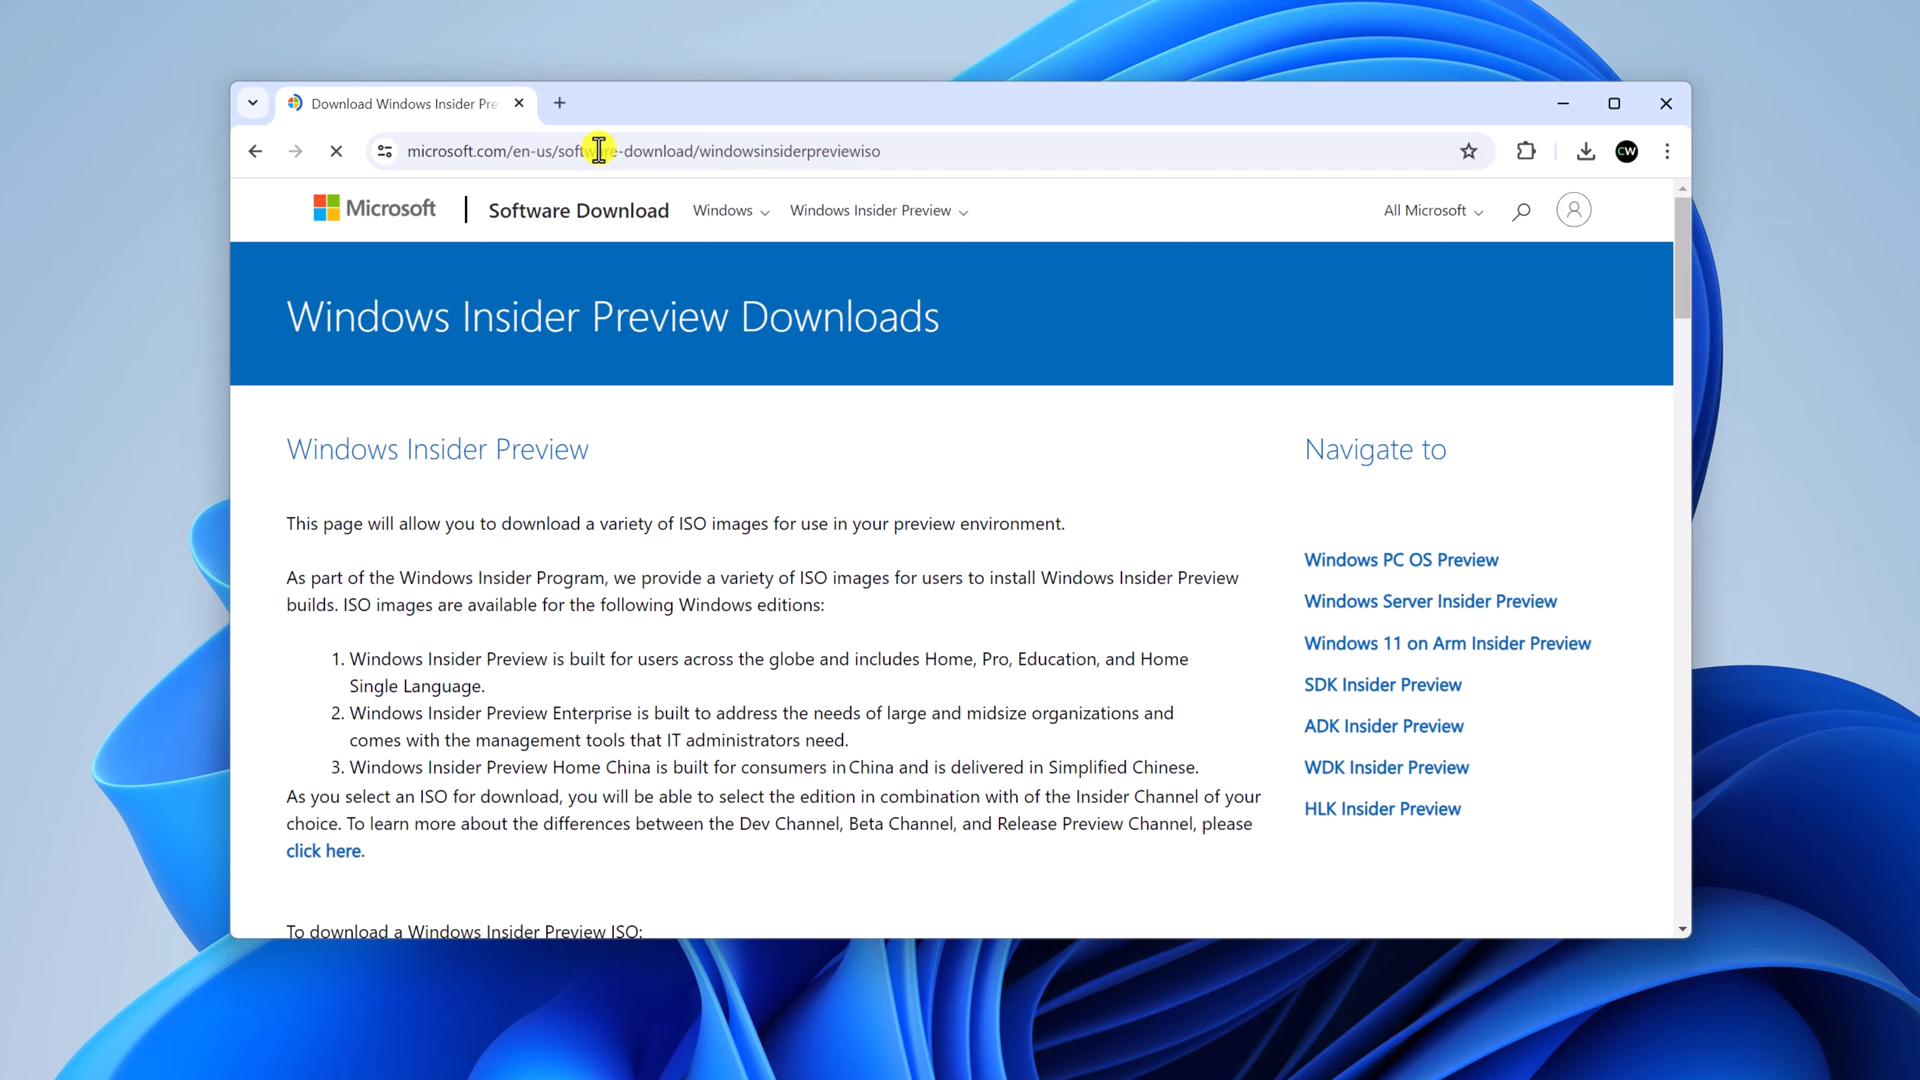 Download Windows Insider Pre
microsoft.com/en-us/software-download/windowsinsiderpreviewiso
CW
Microsoft
Software Download
Windows
Windows Insider Preview
All Microsoft
Windows Insider Preview Downloads
Windows Insider Preview
This page will allow you to download a variety of ISO images for use in your preview environment.
As part of the Windows Insider Program, we provide a variety of ISO images for users to install Windows Insider Preview
builds. ISO images are available for the following Windows editions:
1. Windows Insider Preview is built for users across the globe and includes Home, Pro, Education, and Home
Single Language.
2. Windows Insider Preview Enterprise is built to address the needs of large and midsize organizations and
comes with the management tools that IT administrators need.
3. Windows Insider Preview Home China is built for consumers in China and is delivered in Simplified Chinese.
As you select an ISO for download, you will be able to select the edition in combination with of the Insider Channel of your
choice. To learn more about the differences between the Dev Channel, Beta Channel, and Release Preview Channel, please
click here.
To download a Windows Insider Preview ISO:
Navigate to
Windows PC OS Preview
Windows Server Insider Preview
Windows 11 on Arm Insider Preview
SDK Insider Preview
ADK Insider Preview
WDK Insider Preview
HLK Insider Preview